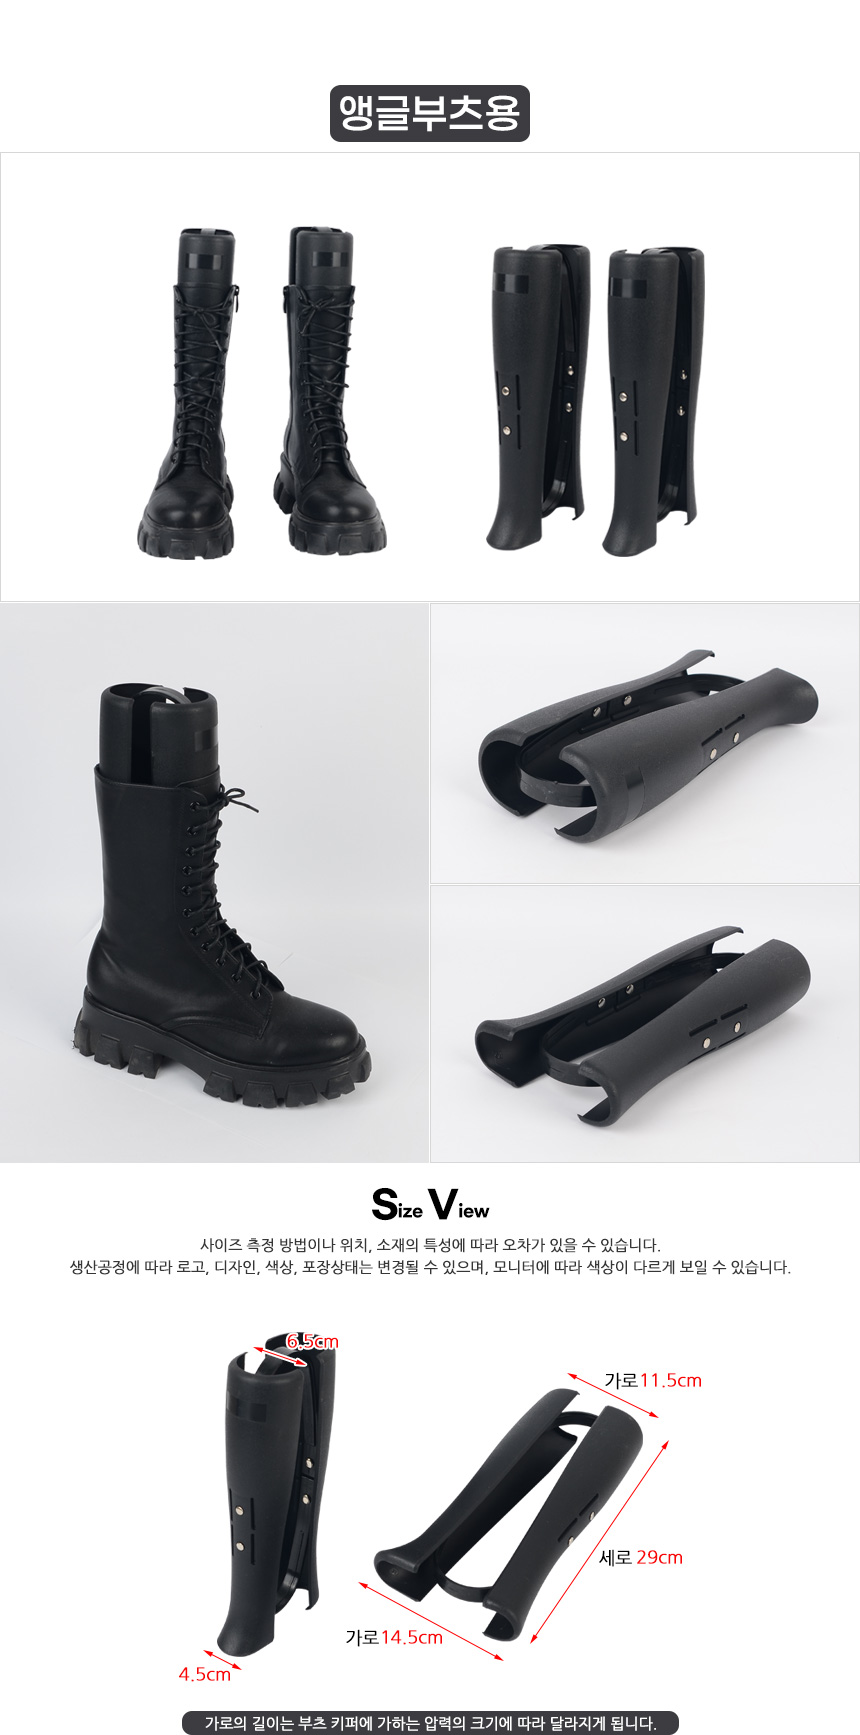 앵글부츠용
Size View
사이즈 측정 방법이나 위치, 소재의 특성에 따라 오차가 있을 수 있습니다.
생산공정에 따라 로고, 디자인, 색상, 포장상태는 변경될 수 있으며, 모니터에 따라 색상이 다르게 보일 수 있습니다.
6.5cm
가로11.5cm
세로 29cm
가로14.5cm
4.5cm
가로의 길이는 부츠 키퍼에 가하는 압력의 크기에 따라 달라지게 됩니다.